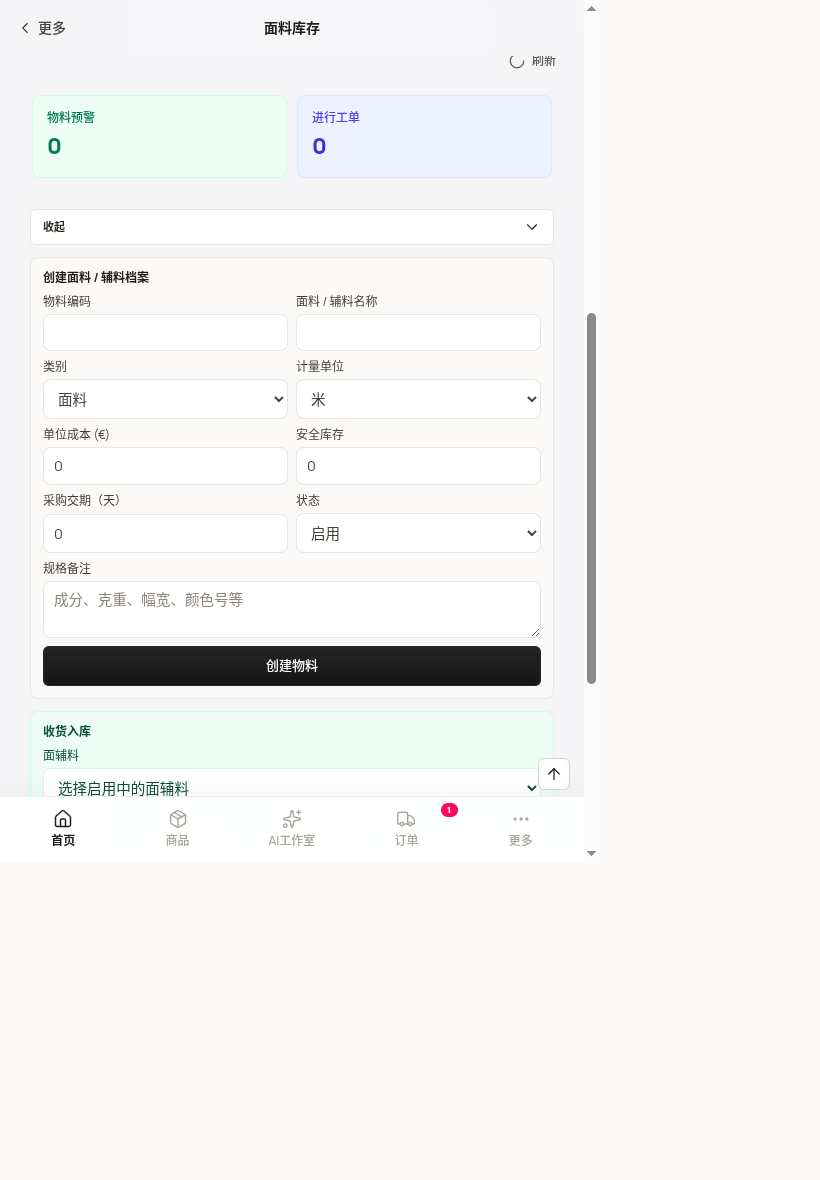 更多
面料库存
刷新
物料预警
0
进行工单
0
收起
创建面料 / 辅料档案
物料编码
面料 / 辅料名称
类别
计量单位
面料
米
单位成本 (€)
安全库存
0
0
采购交期（天）
状态
0
启用
规格备注
成分、克重、幅宽、颜色号等
创建物料
收货入库
面辅料
选择启用中的面辅料
1
首页
商品
AI工作室
订单
更多